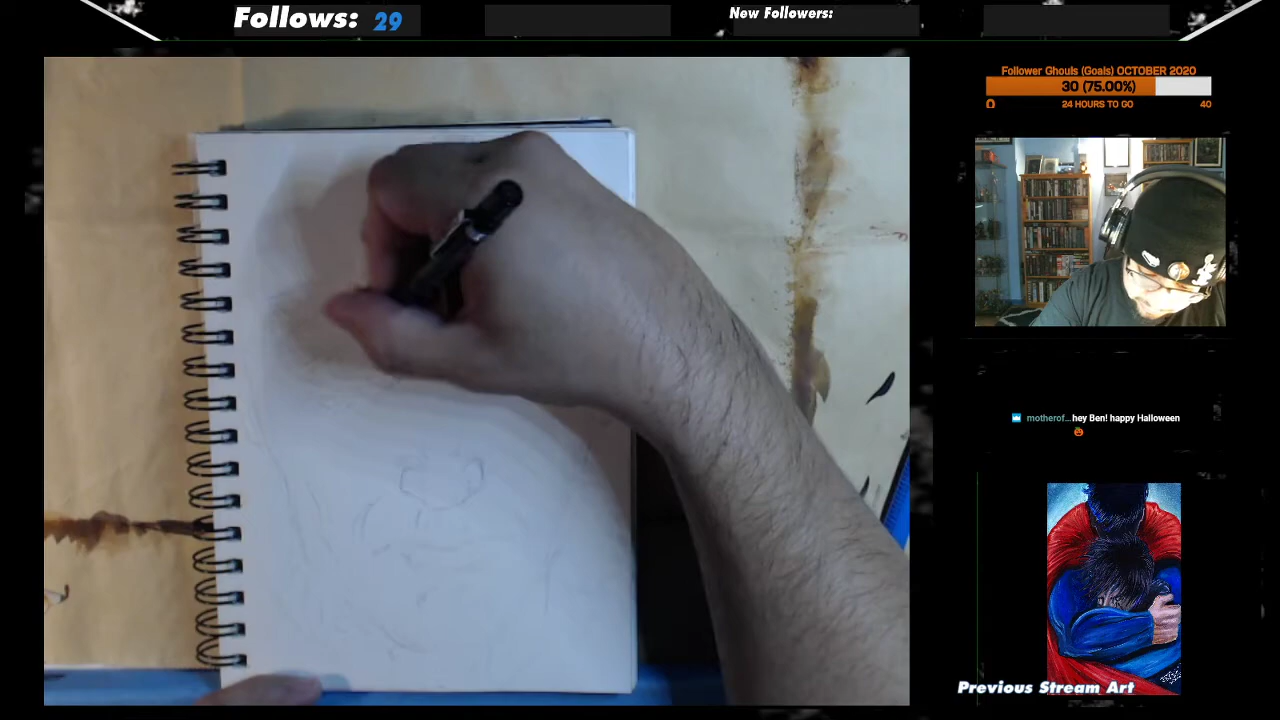 Follows: 29
New Followers:
Follower Ghouls (Goals) OCTOBER 2020
30 (75.00%)
0 24 HOURS TO GO 40
motherof... hey Ben! happy Halloween
🎃
Previous Stream Art